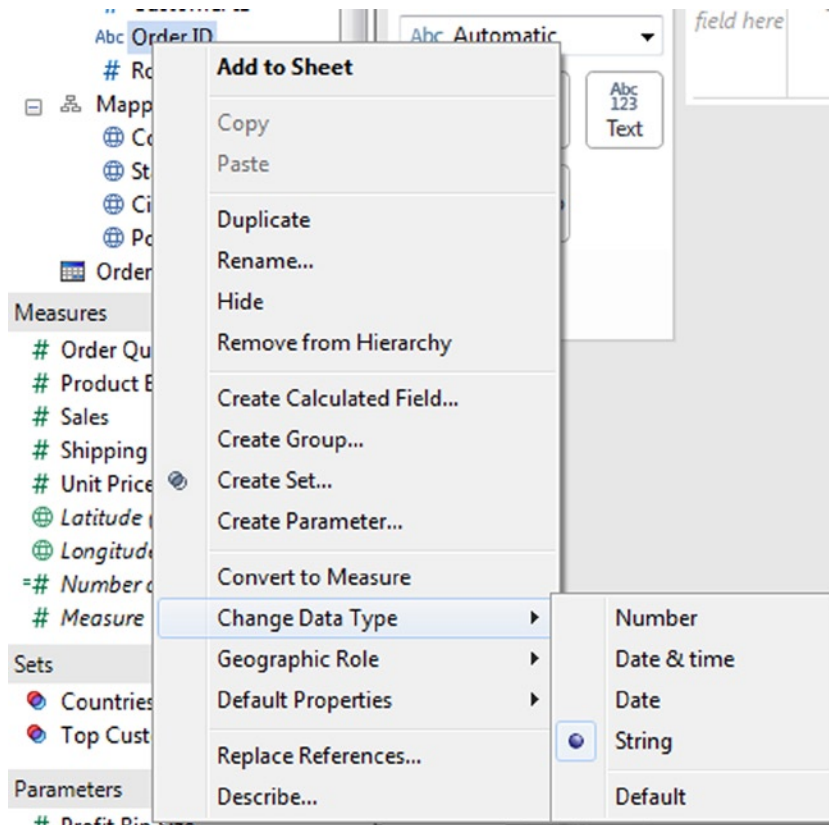 Abc Order ID
# Ro
Mapp
Co
St
Ci
Po
Order
Measures
# Order Qu
# Product B
# Sales
# Shipping
# Unit Price
Latitude
Longitude
=# Number o
# Measure
Sets
Countries
Top Cust
Parameters
Abc Automatic
field here
Abc
123
Text
Add to Sheet
Copy
Paste
Duplicate
Rename...
Hide
Remove from Hierarchy
Create Calculated Field...
Create Group...
Create Set...
Create Parameter...
Convert to Measure
Change Data Type
Geographic Role
Default Properties
Replace References...
Describe...
Number
Date & time
Date
String
Default